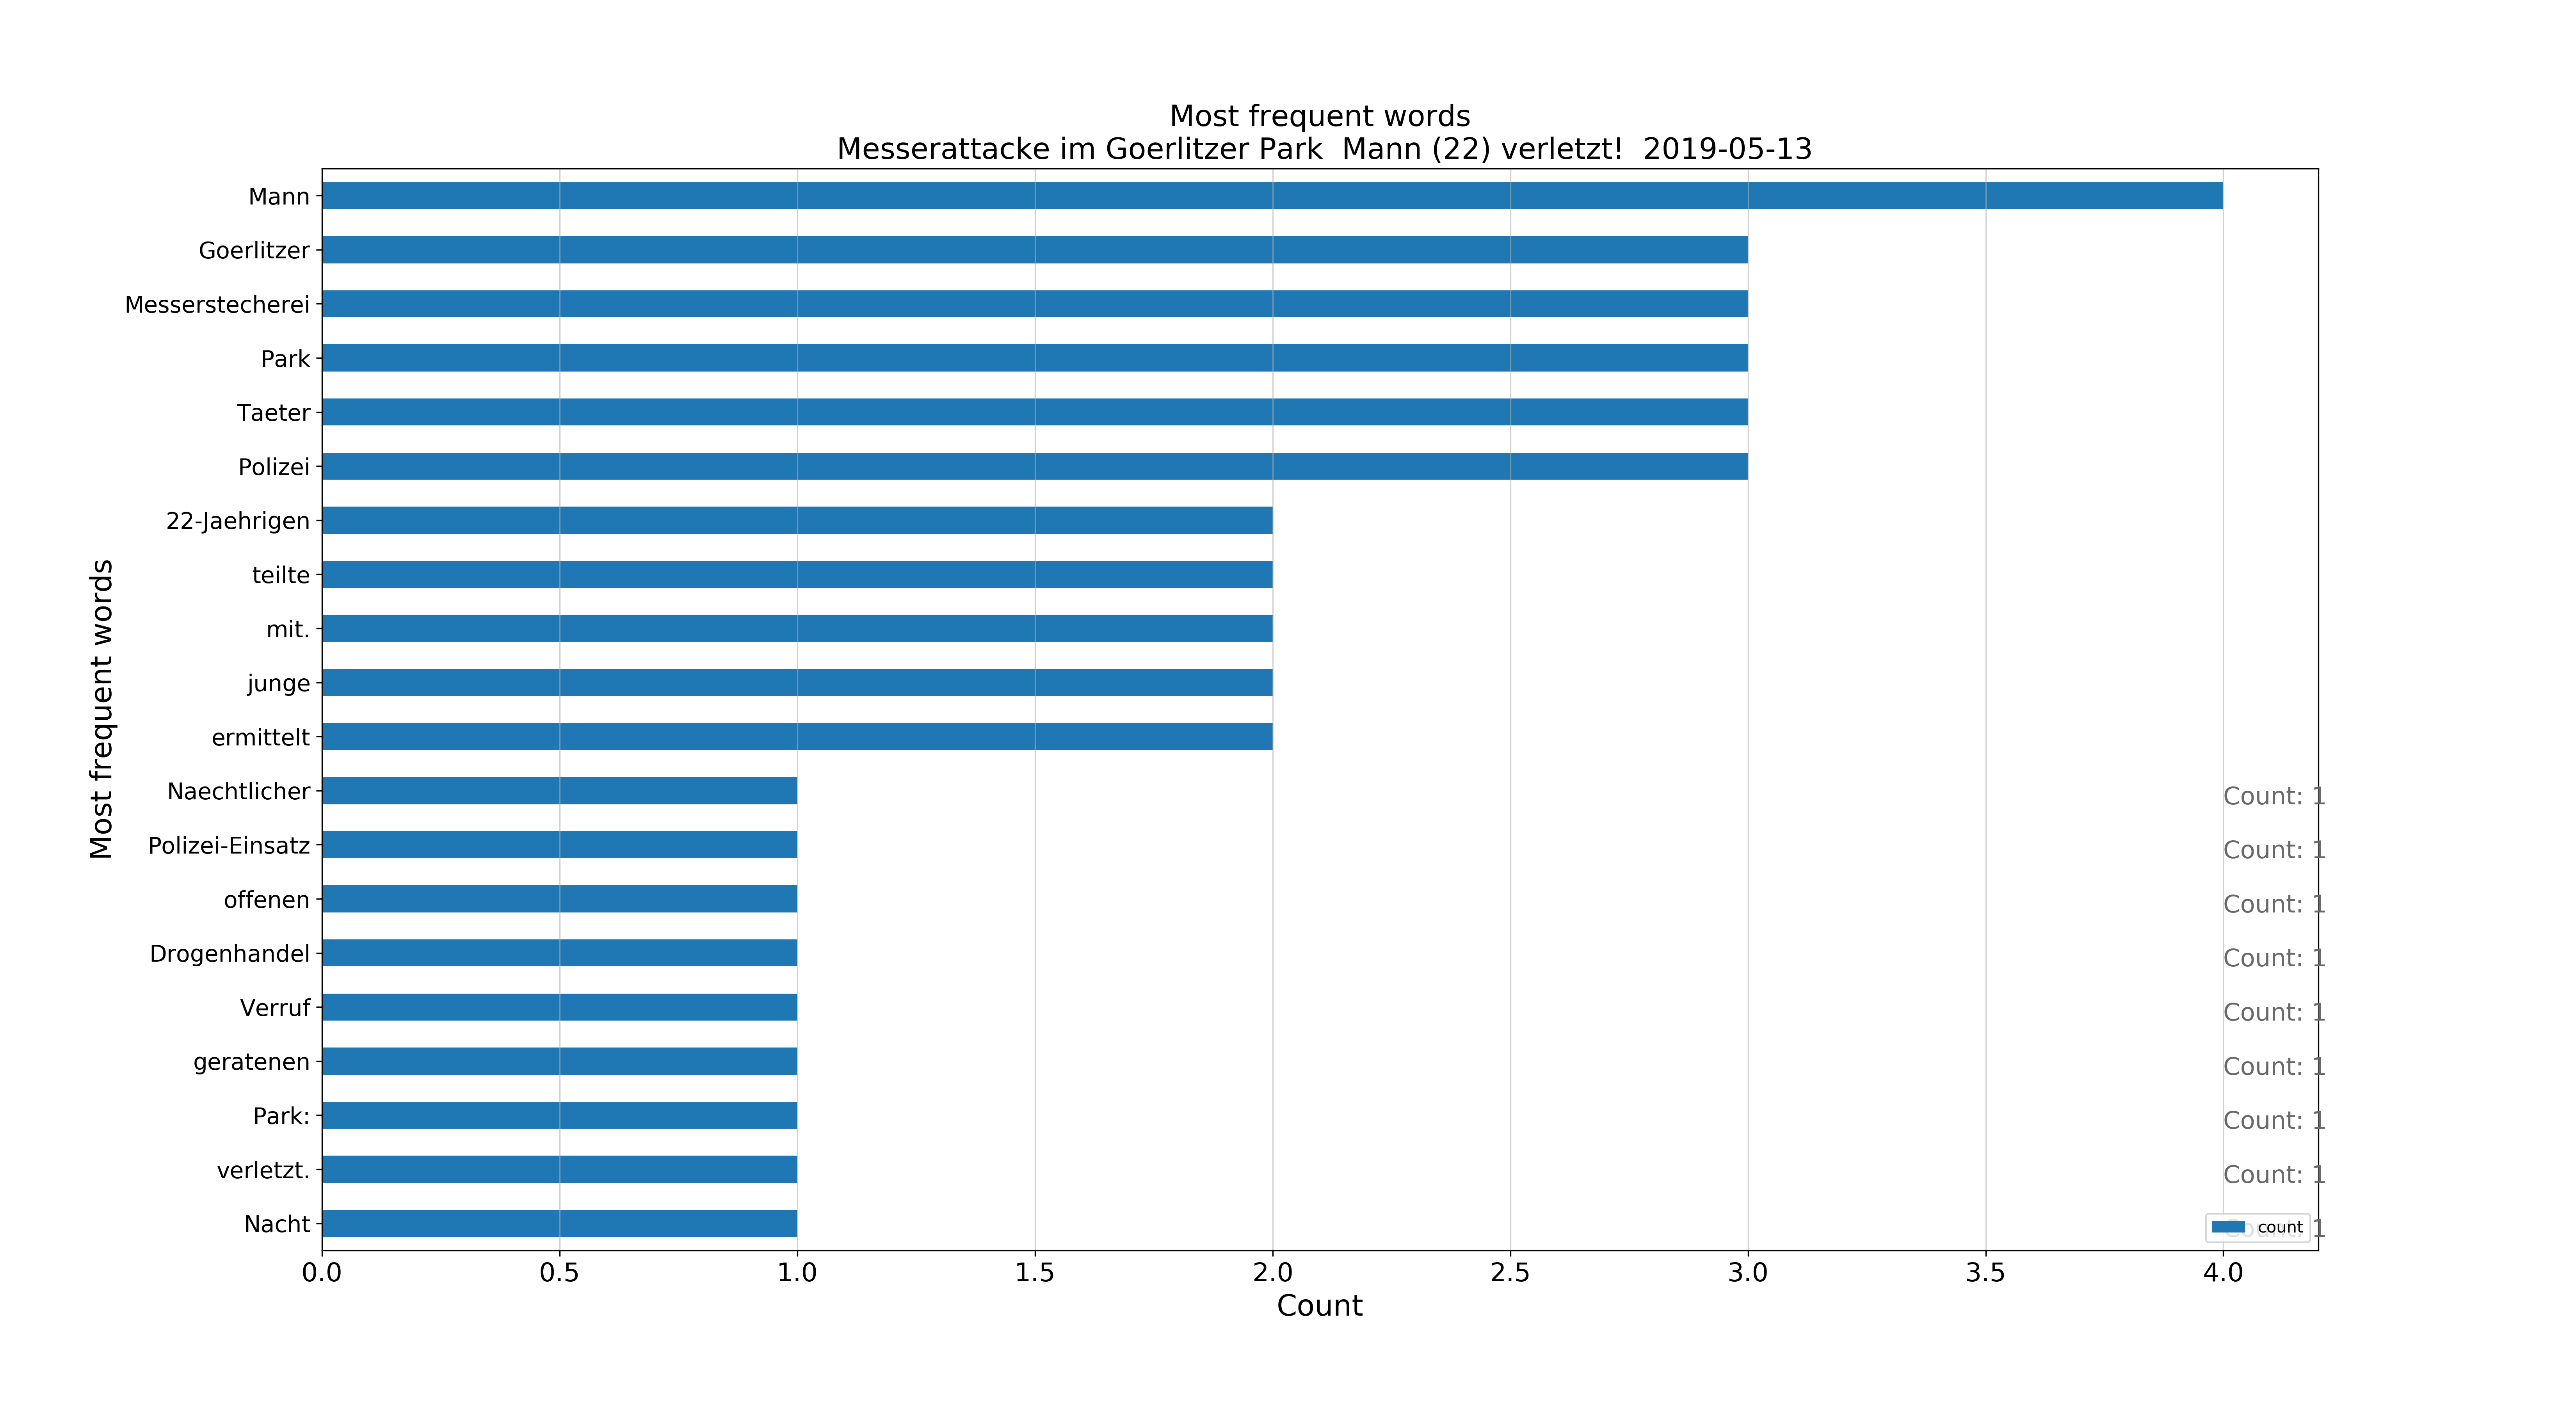 Most frequent words
Messerattacke im Goerlitzer Park  Mann (22) verletzt!  2019-05-13
Most frequent words
Mann
Goerlitzer
Messerstecherei
Park
Taeter
Polizei
22-Jaehrigen
teilte
mit.
junge
ermittelt
Naechtlicher Count: 1
Polizei-Einsatz Count: 1
offenen Count: 1
Drogenhandel Count: 1
Verruf Count: 1
geratenen Count: 1
Park: Count: 1
verletzt. Count: 1
Nacht Count: 1
count
0.0 0.5 1.0 1.5 2.0 2.5 3.0 3.5 4.0
Count